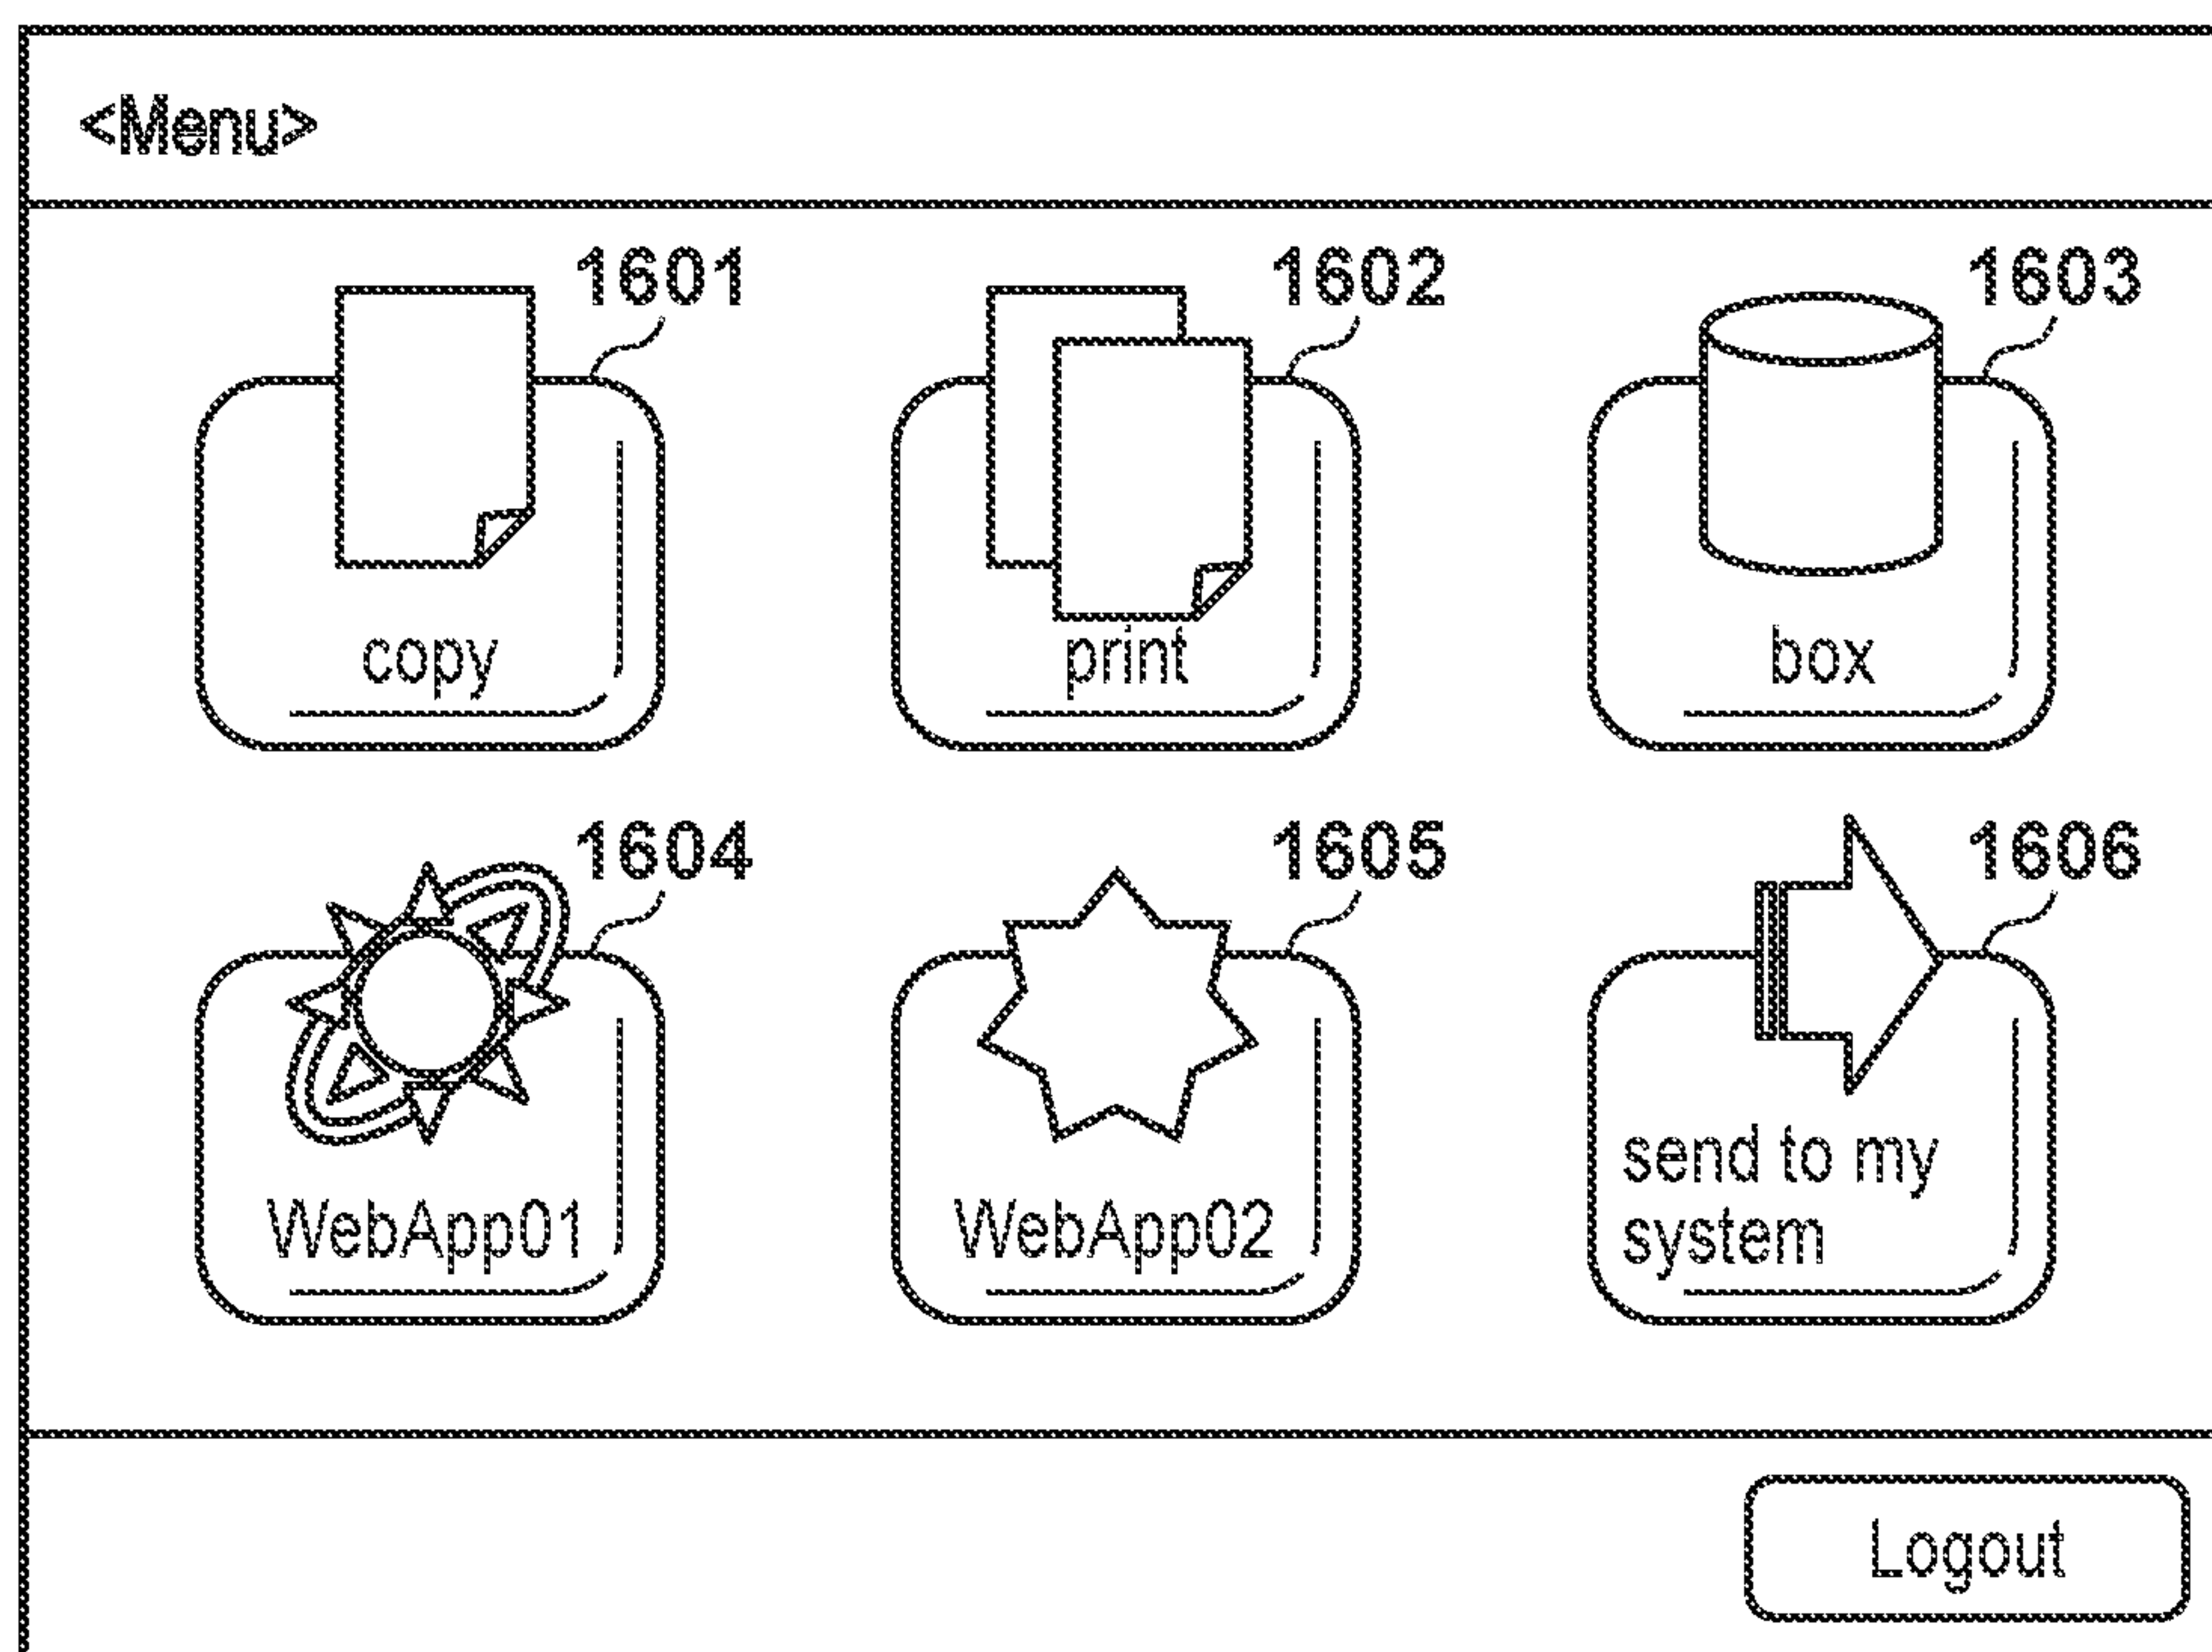 <Menu>
1601
1602
1603
copy
print
box
1604
1605
1606
WebApp01
WebApp02
send to my
system
Logout